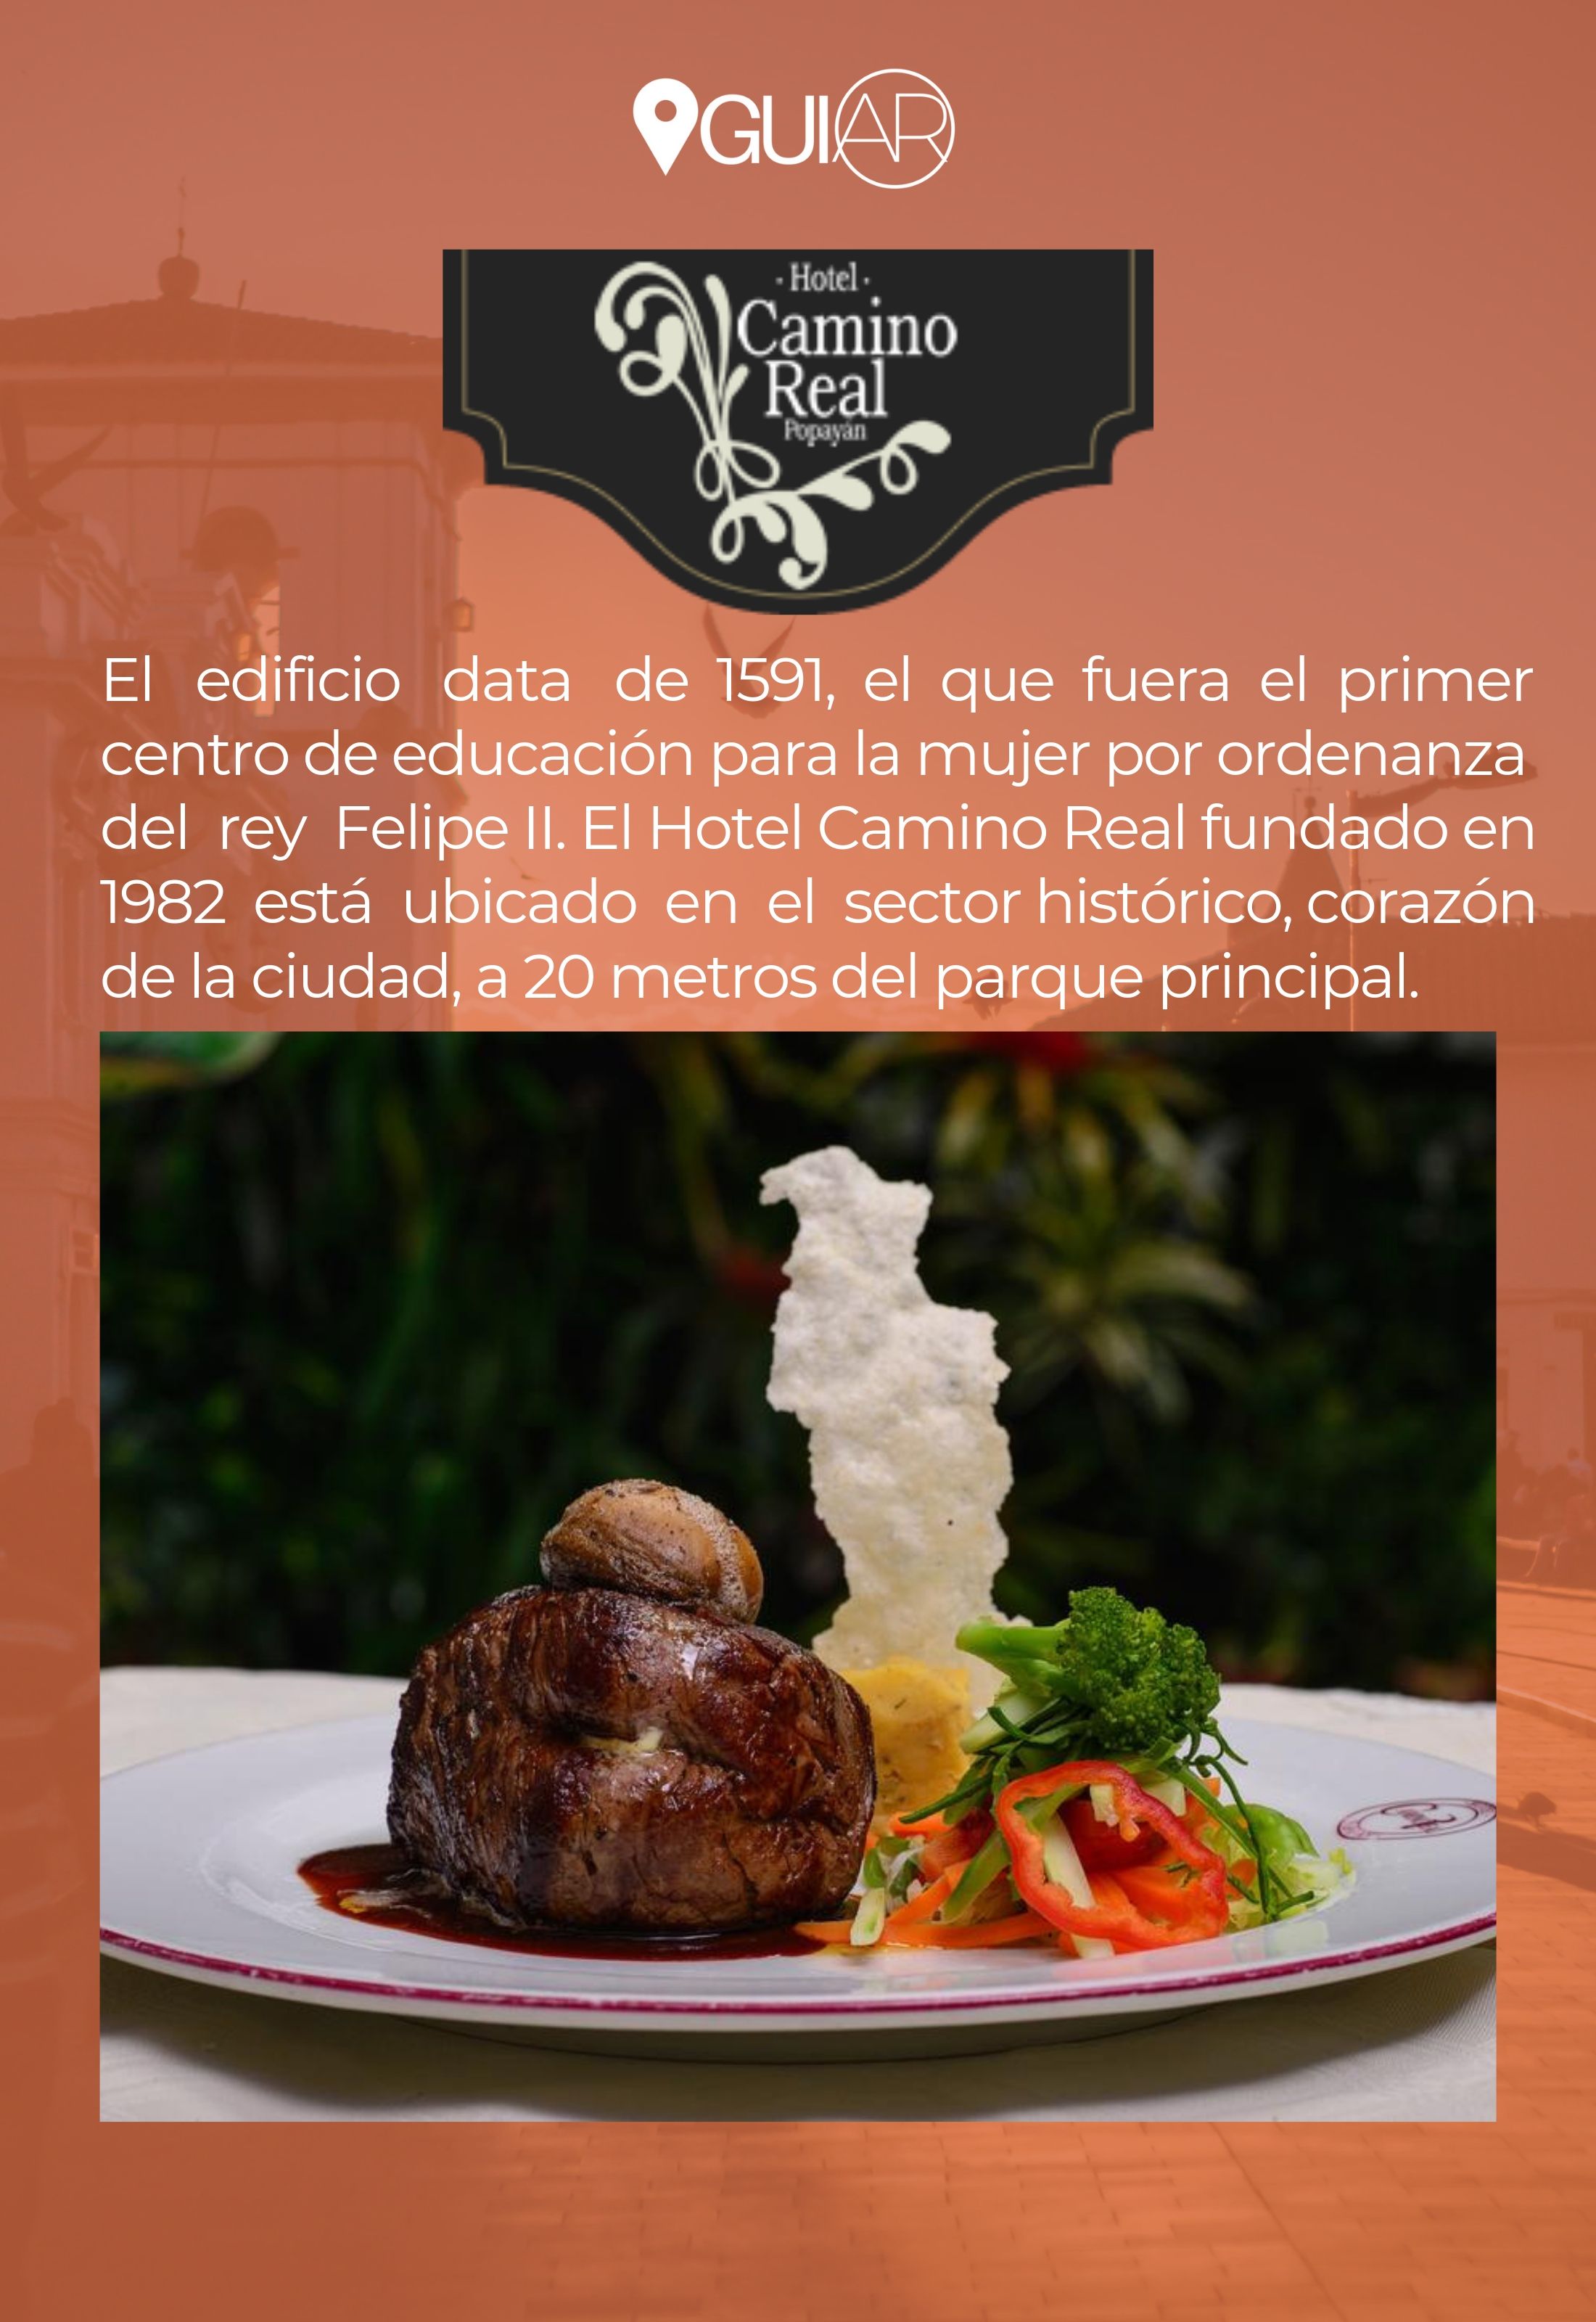 GUIAR
· Hotel ·
Camino
Real
Popayán
El edificio data de 1591, el que fuera el primer
centro de educación para la mujer por ordenanza
del rey Felipe II. El Hotel Camino Real fundado en
1982 está ubicado en el sector histórico, corazón
de la ciudad, a 20 metros del parque principal.